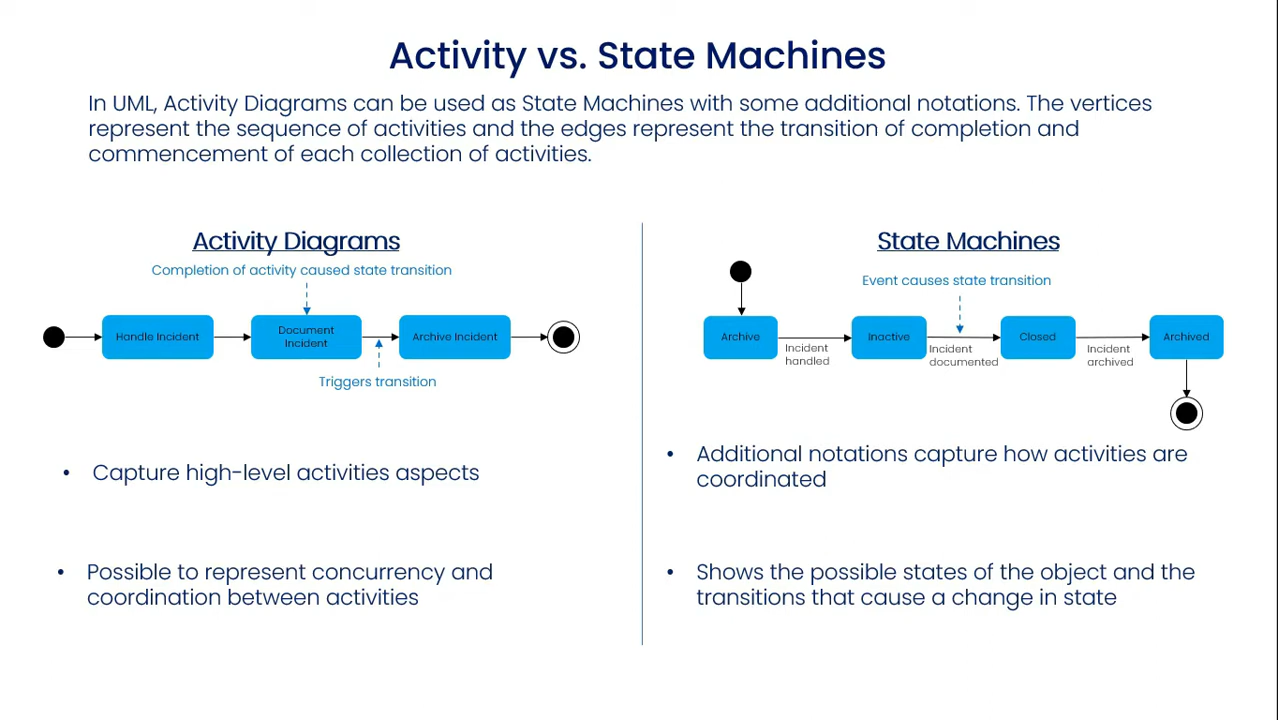 Activity vs. State Machines
In UML, Activity Diagrams can be used as State Machines with some additional notations. The vertices
represent the sequence of activities and the edges represent the transition of completion and
commencement of each collection of activities.
Activity Diagrams
Completion of activity caused state transition
Handle Incident
Document
Incident
Archive Incident
Triggers transition
• Capture high-level activities aspects
• Possible to represent concurrency and
coordination between activities
State Machines
Event causes state transition
Archive
Incident
handled
Inactive
Incident
documented
Closed
Incident
archived
Archived
• Additional notations capture how activities are
coordinated
• Shows the possible states of the object and the
transitions that cause a change in state